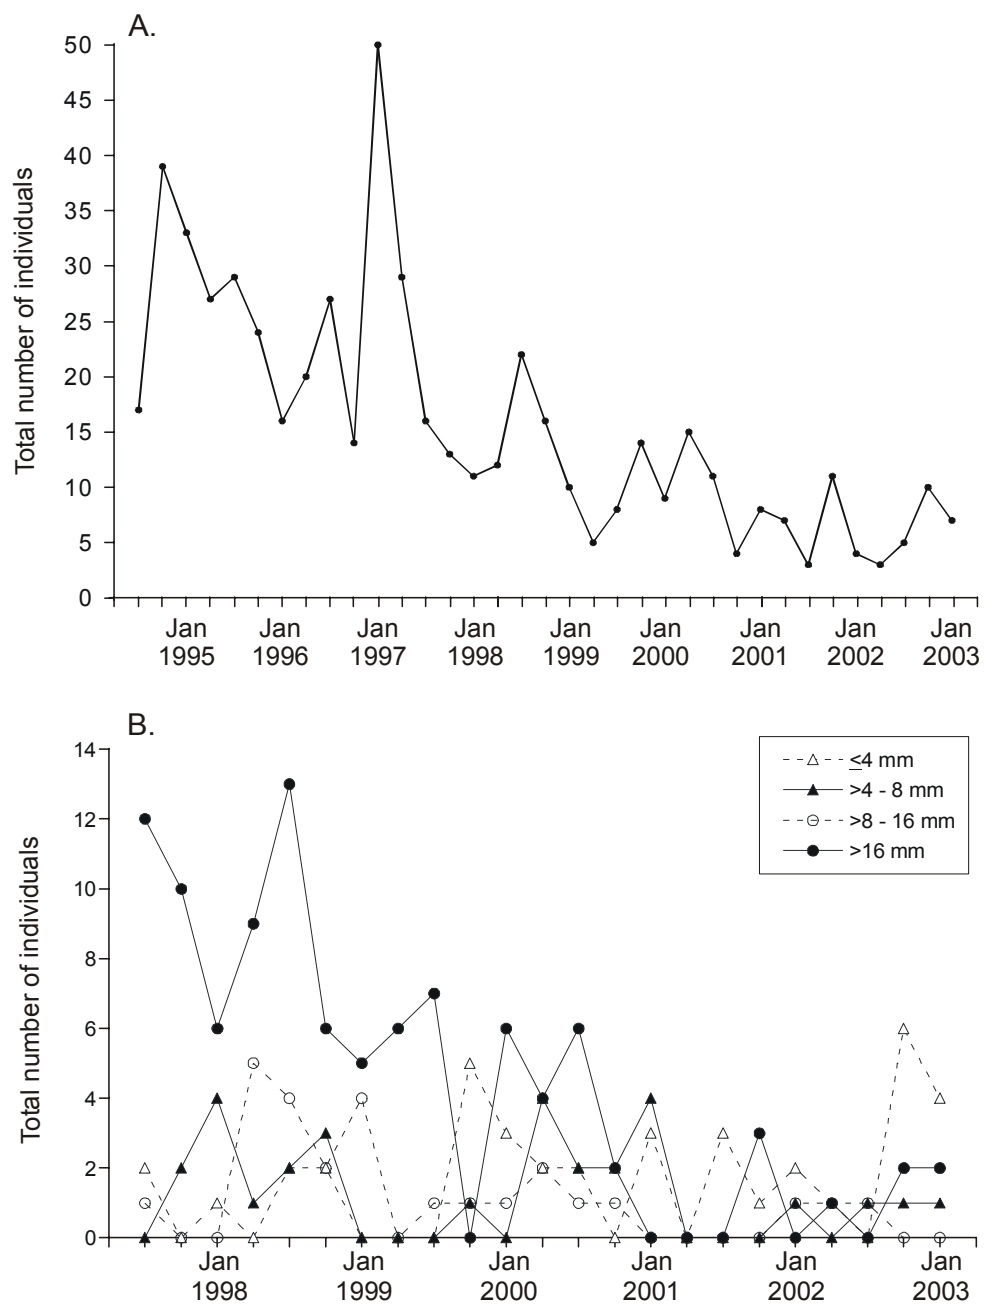 A.
Total number of individuals
50
45
40
35
30
25
20
15
10
5
0
Jan Jan Jan Jan Jan Jan Jan Jan Jan
1995 1996 1997 1998 1999 2000 2001 2002 2003
B.
Total number of individuals
14
12
10
8
6
4
2
0
≤4 mm
>4 - 8 mm
>8 - 16 mm
>16 mm
Jan Jan Jan Jan Jan Jan
1998 1999 2000 2001 2002 2003